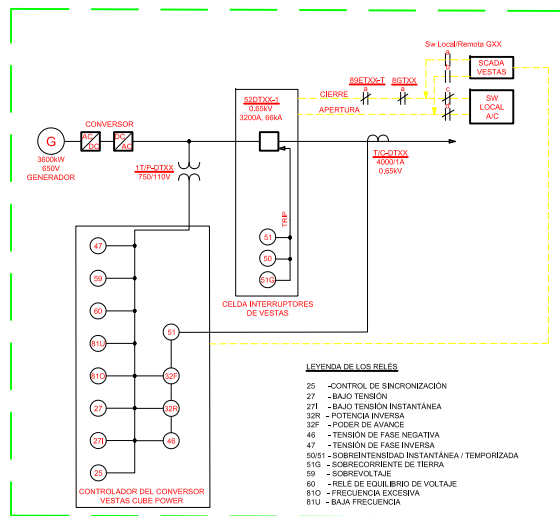 Sw Local/Remota GXX
a
b
SCADA
VESTAS
89ETXX-T
a
8GTXX
a
CIERRE
APERTURA
c
d
SW
LOCAL
A/C
52DTXX-1
0.65kV
3200A, 66kA
CONVERSOR
G
AC
DC
DC
AC
3600kW
650V
GENERADOR
1T/P-DTXX
750/110V
T/C-DTXX
4000/1A
0.65kV
TRIP
51
50
51G
CELDA INTERRUPTORES
DE VESTAS
47
59
60
81U
81O
27
27I
25
51
32F
32R
46
CONTROLADOR DEL CONVERSOR
VESTAS CUBE POWER
LEYENDA DE LOS RELÉS
25 -CONTROL DE SINCRONIZACIÓN
27 - BAJO TENSIÓN
27I - BAJO TENSIÓN INSTANTÁNEA
32R - POTENCIA INVERSA
32F - PODER DE AVANCE
46 - TENSIÓN DE FASE NEGATIVA
47 - TENSIÓN DE FASE INVERSA
50/51 - SOBREINTENSIDAD INSTANTÁNEA / TEMPORIZADA
51G - SOBRECORRIENTE DE TIERRA
59 - SOBREVOLTAJE
60 - RELÉ DE EQUILIBRIO DE VOLTAJE
81O - FRECUENCIA EXCESIVA
81U - BAJA FRECUENCIA